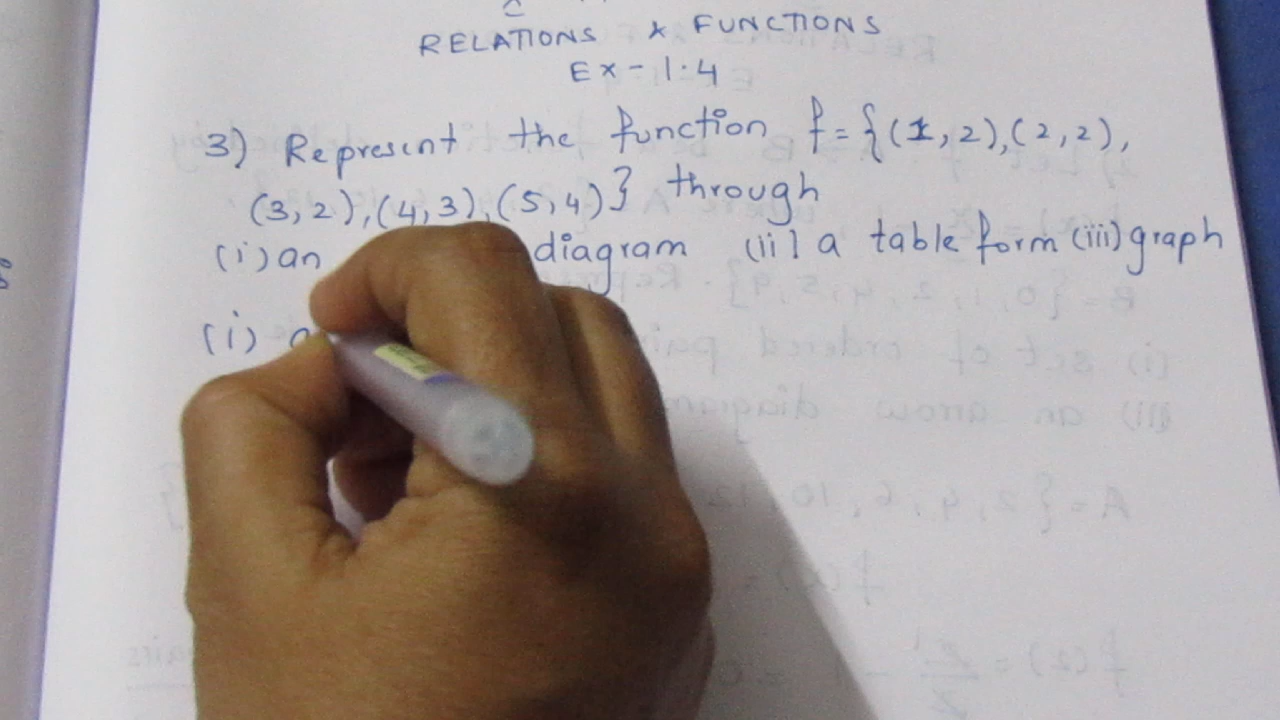 RELATIONS & FUNCTIONS
Ex-1.4
3) Represent the function f={(1,2),(2,2),
(3,2),(4,3),(5,4)} through
(i) an diagram (ii) a table form (iii) graph
(i)